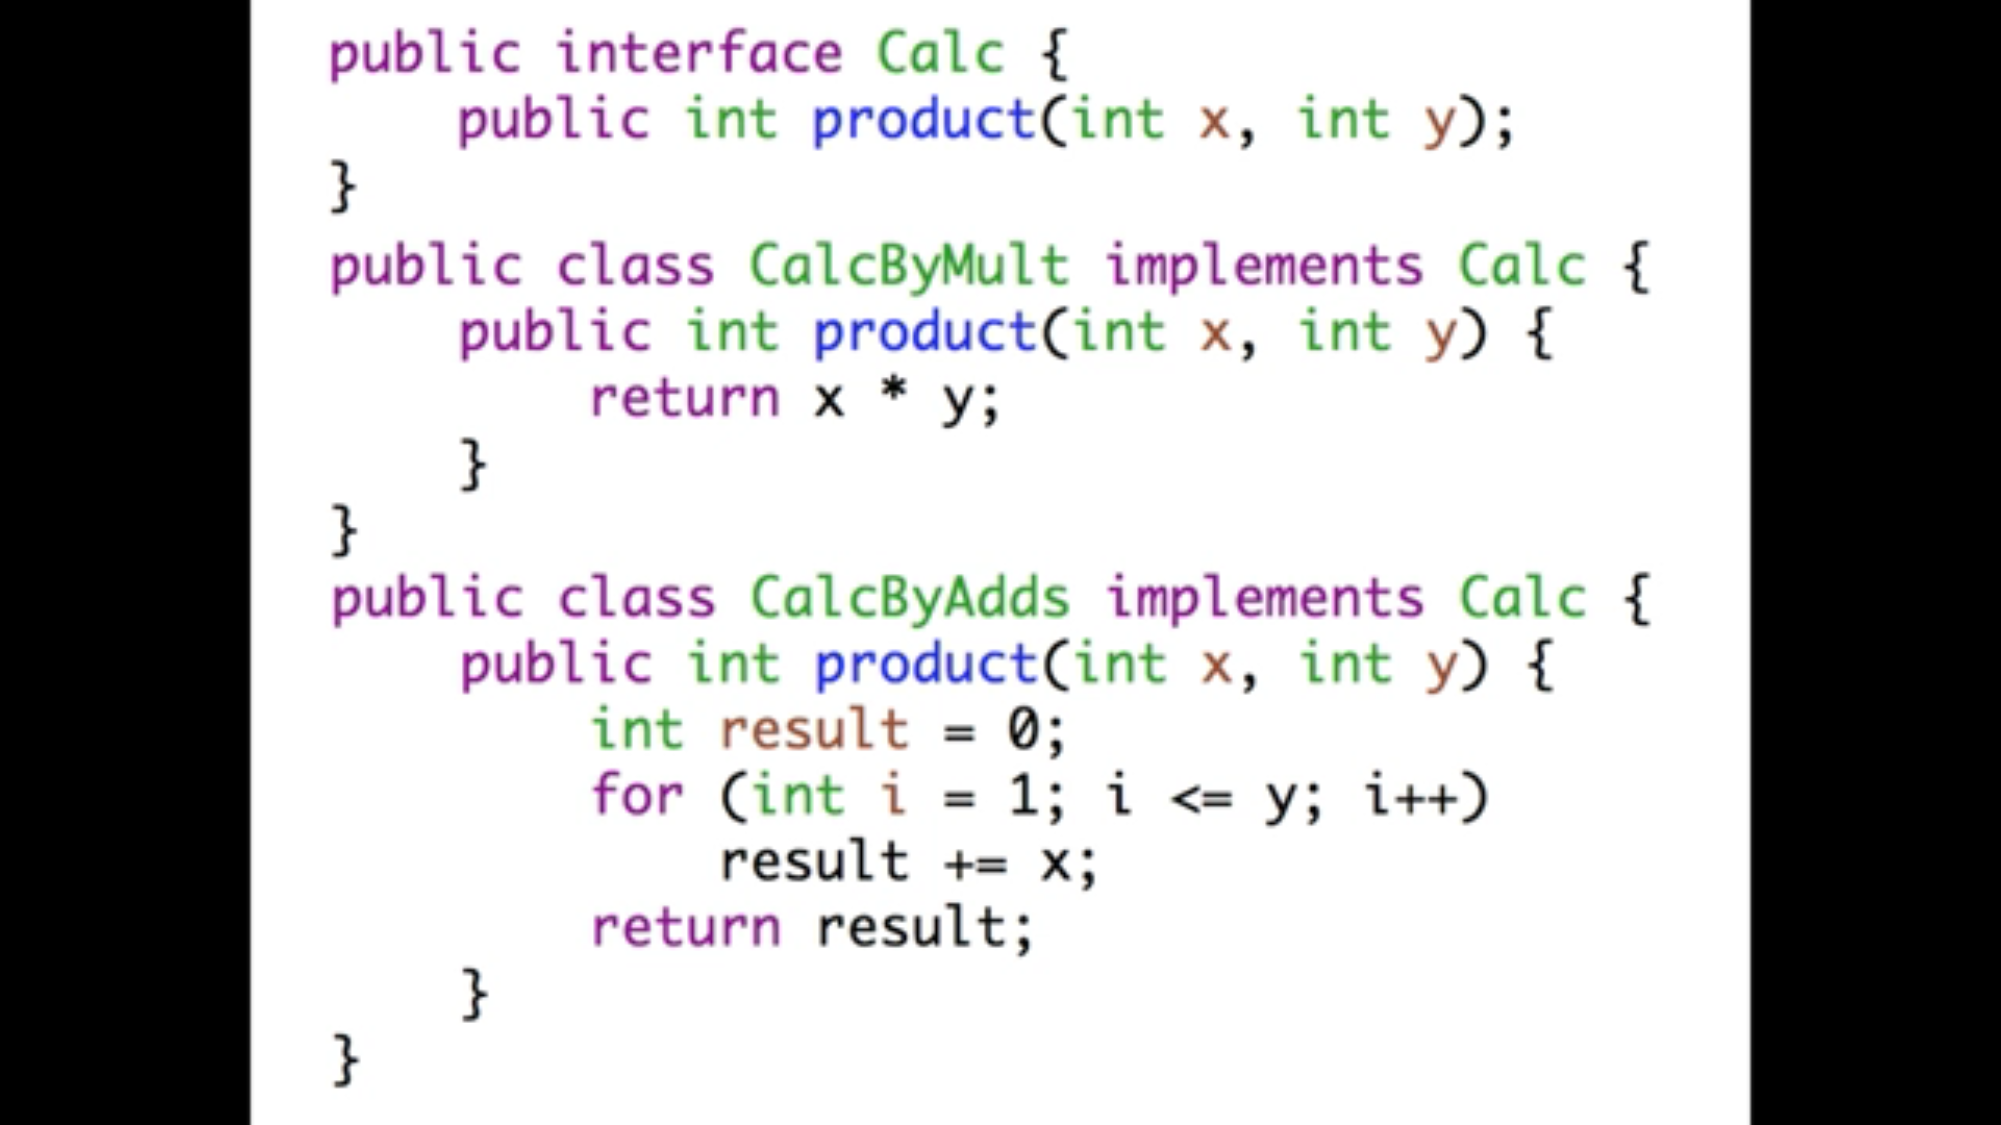 public interface Calc {
    public int product(int x, int y);
}
public class CalcByMult implements Calc {
    public int product(int x, int y) {
        return x * y;
    }
}
public class CalcByAdds implements Calc {
    public int product(int x, int y) {
        int result = 0;
        for (int i = 1; i <= y; i++)
            result += x;
        return result;
    }
}